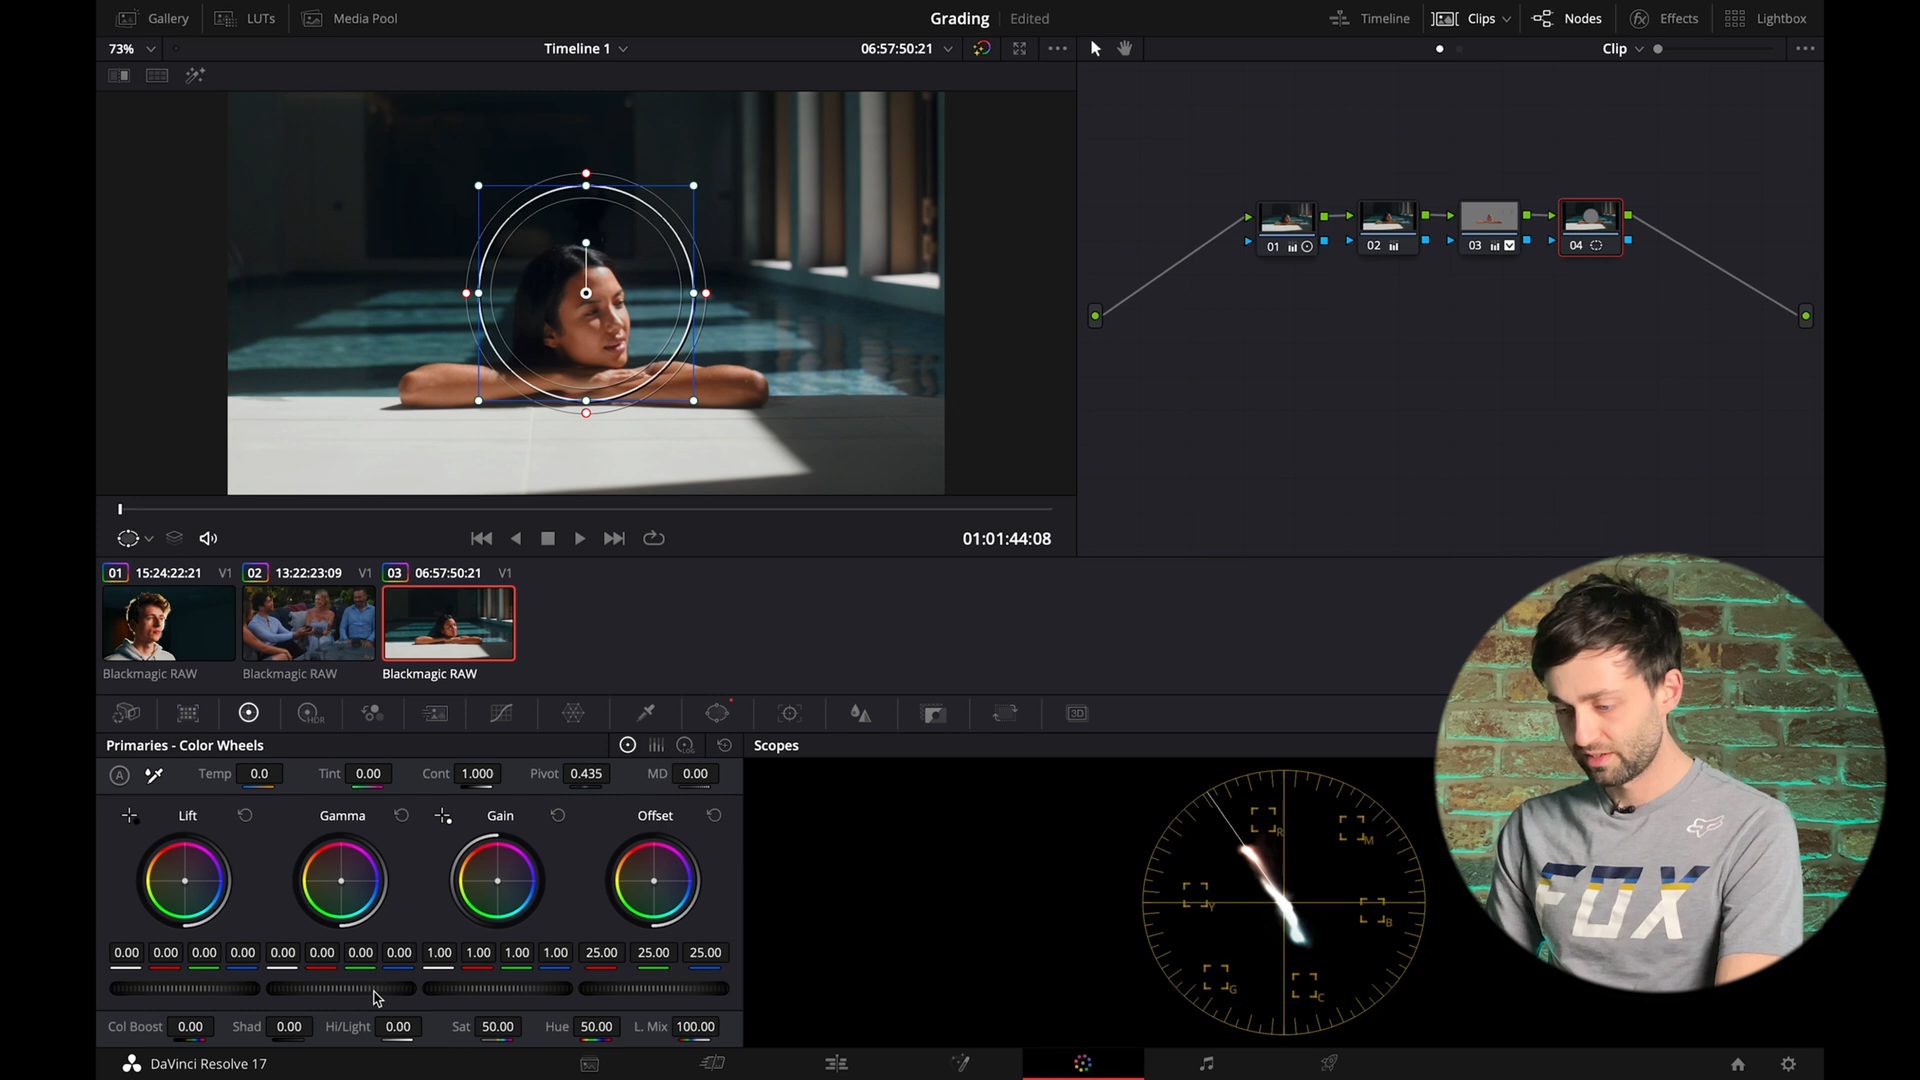 Gallery LUTs Media Pool Grading Edited Timeline Clips Nodes Effects Lightbox
73% Timeline 1 06:57:50:21 Clip
01 02 03 04
01:01:44:08
01 15:24:22:21 V1 02 13:22:23:09 V1 03 06:57:50:21 V1
Blackmagic RAW Blackmagic RAW Blackmagic RAW
HDR 3D
Primaries - Color Wheels LOG Scopes
A Temp 0.0 Tint 0.00 Cont 1.000 Pivot 0.435 MD 0.00
Lift Gamma Gain Offset
R M
Y B
G C
FOX
0.00 0.00 0.00 0.00 0.00 0.00 0.00 0.00 1.00 1.00 1.00 1.00 25.00 25.00 25.00
Col Boost 0.00 Shad 0.00 Hi/Light 0.00 Sat 50.00 Hue 50.00 L. Mix 100.00
DaVinci Resolve 17